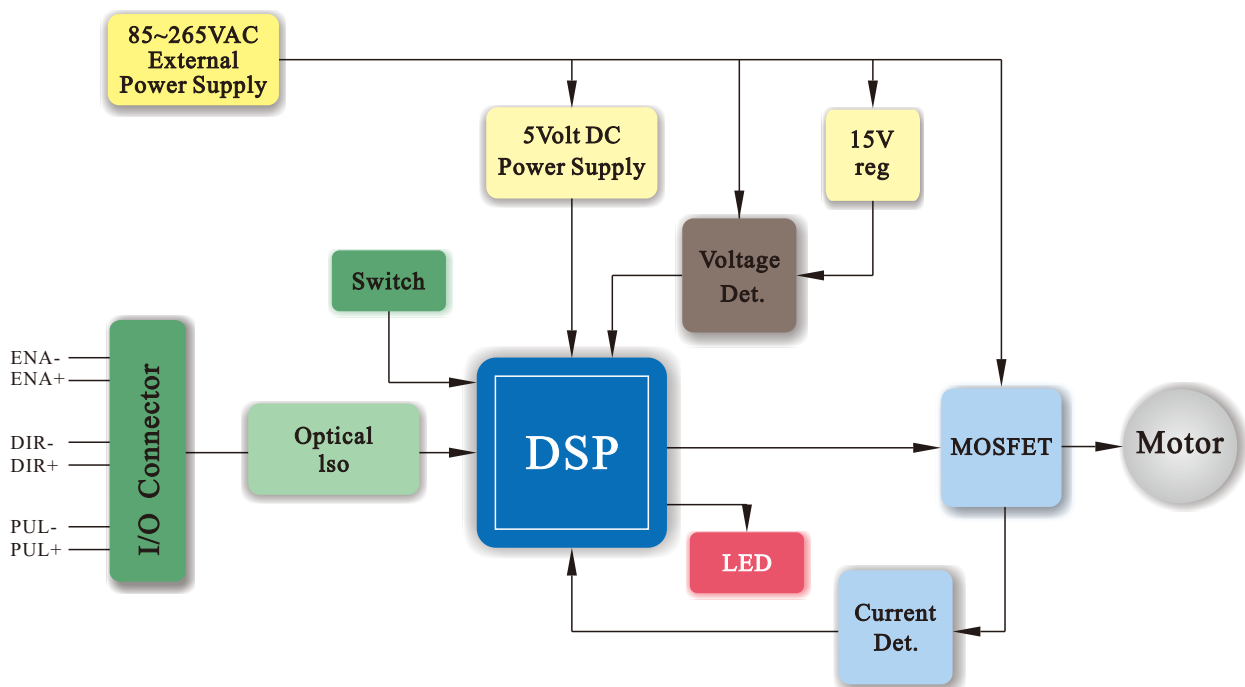 85~265VAC
External
Power Supply
5Volt DC
Power Supply
15V
reg
Voltage
Det.
Switch
ENA-
ENA+
DIR-
DIR+
PUL-
PUL+
I/O Connector
Optical
lso
DSP
MOSFET
Motor
LED
Current
Det.